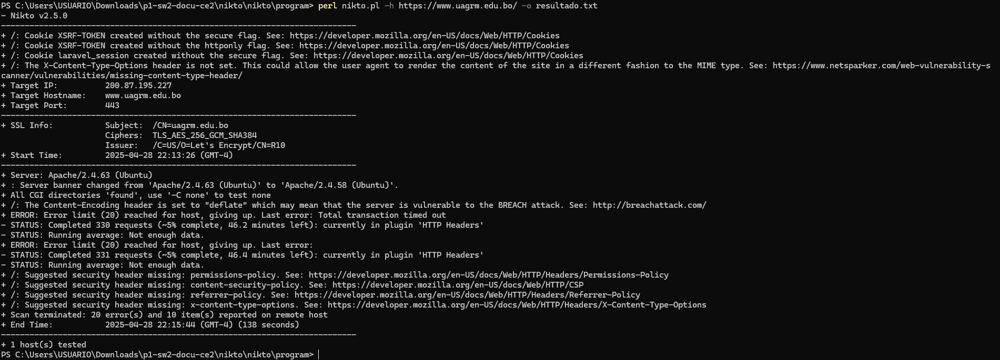 PS C:\Users\USUARIO\Downloads\p1-sw2-docu-ce2\nikto\nikto\program> perl nikto.pl -h https://www.uagrm.edu.bo/ -o resultado.txt
- Nikto v2.5.0
---------------------------------------------------------------------------
+ /: Cookie XSRF-TOKEN created without the secure flag. See: https://developer.mozilla.org/en-US/docs/Web/HTTP/Cookies
+ /: Cookie XSRF-TOKEN created without the httponly flag. See: https://developer.mozilla.org/en-US/docs/Web/HTTP/Cookies
+ /: Cookie laravel_session created without the secure flag. See: https://developer.mozilla.org/en-US/docs/Web/HTTP/Cookies
+ /: The X-Content-Type-Options header is not set. This could allow the user agent to render the content of the site in a different fashion to the MIME type. See: https://www.netsparker.com/web-vulnerability-s
canner/vulnerabilities/missing-content-type-header/
+ Target IP:          200.87.195.227
+ Target Hostname:    www.uagrm.edu.bo
+ Target Port:        443
---------------------------------------------------------------------------
+ SSL Info:           Subject:  /CN=uagrm.edu.bo
                      Ciphers:  TLS_AES_256_GCM_SHA384
                      Issuer:   /C=US/O=Let's Encrypt/CN=R10
+ Start Time:         2025-04-28 22:13:26 (GMT-4)
---------------------------------------------------------------------------
+ Server: Apache/2.4.63 (Ubuntu)
+ : Server banner changed from 'Apache/2.4.63 (Ubuntu)' to 'Apache/2.4.58 (Ubuntu)'.
+ All CGI directories 'found', use '-C none' to test none
+ /: The Content-Encoding header is set to "deflate" which may mean that the server is vulnerable to the BREACH attack. See: http://breachattack.com/
+ ERROR: Error limit (20) reached for host, giving up. Last error: Total transaction timed out
- STATUS: Completed 330 requests (~5% complete, 46.2 minutes left): currently in plugin 'HTTP Headers'
- STATUS: Running average: Not enough data.
+ ERROR: Error limit (20) reached for host, giving up. Last error:
- STATUS: Completed 331 requests (~5% complete, 46.4 minutes left): currently in plugin 'HTTP Headers'
- STATUS: Running average: Not enough data.
+ /: Suggested security header missing: permissions-policy. See: https://developer.mozilla.org/en-US/docs/Web/HTTP/Headers/Permissions-Policy
+ /: Suggested security header missing: content-security-policy. See: https://developer.mozilla.org/en-US/docs/Web/HTTP/CSP
+ /: Suggested security header missing: referrer-policy. See: https://developer.mozilla.org/en-US/docs/Web/HTTP/Headers/Referrer-Policy
+ /: Suggested security header missing: x-content-type-options. See: https://developer.mozilla.org/en-US/docs/Web/HTTP/Headers/X-Content-Type-Options
+ Scan terminated: 20 error(s) and 10 item(s) reported on remote host
+ End Time:           2025-04-28 22:15:44 (GMT-4) (138 seconds)
---------------------------------------------------------------------------
+ 1 host(s) tested
PS C:\Users\USUARIO\Downloads\p1-sw2-docu-ce2\nikto\nikto\program>